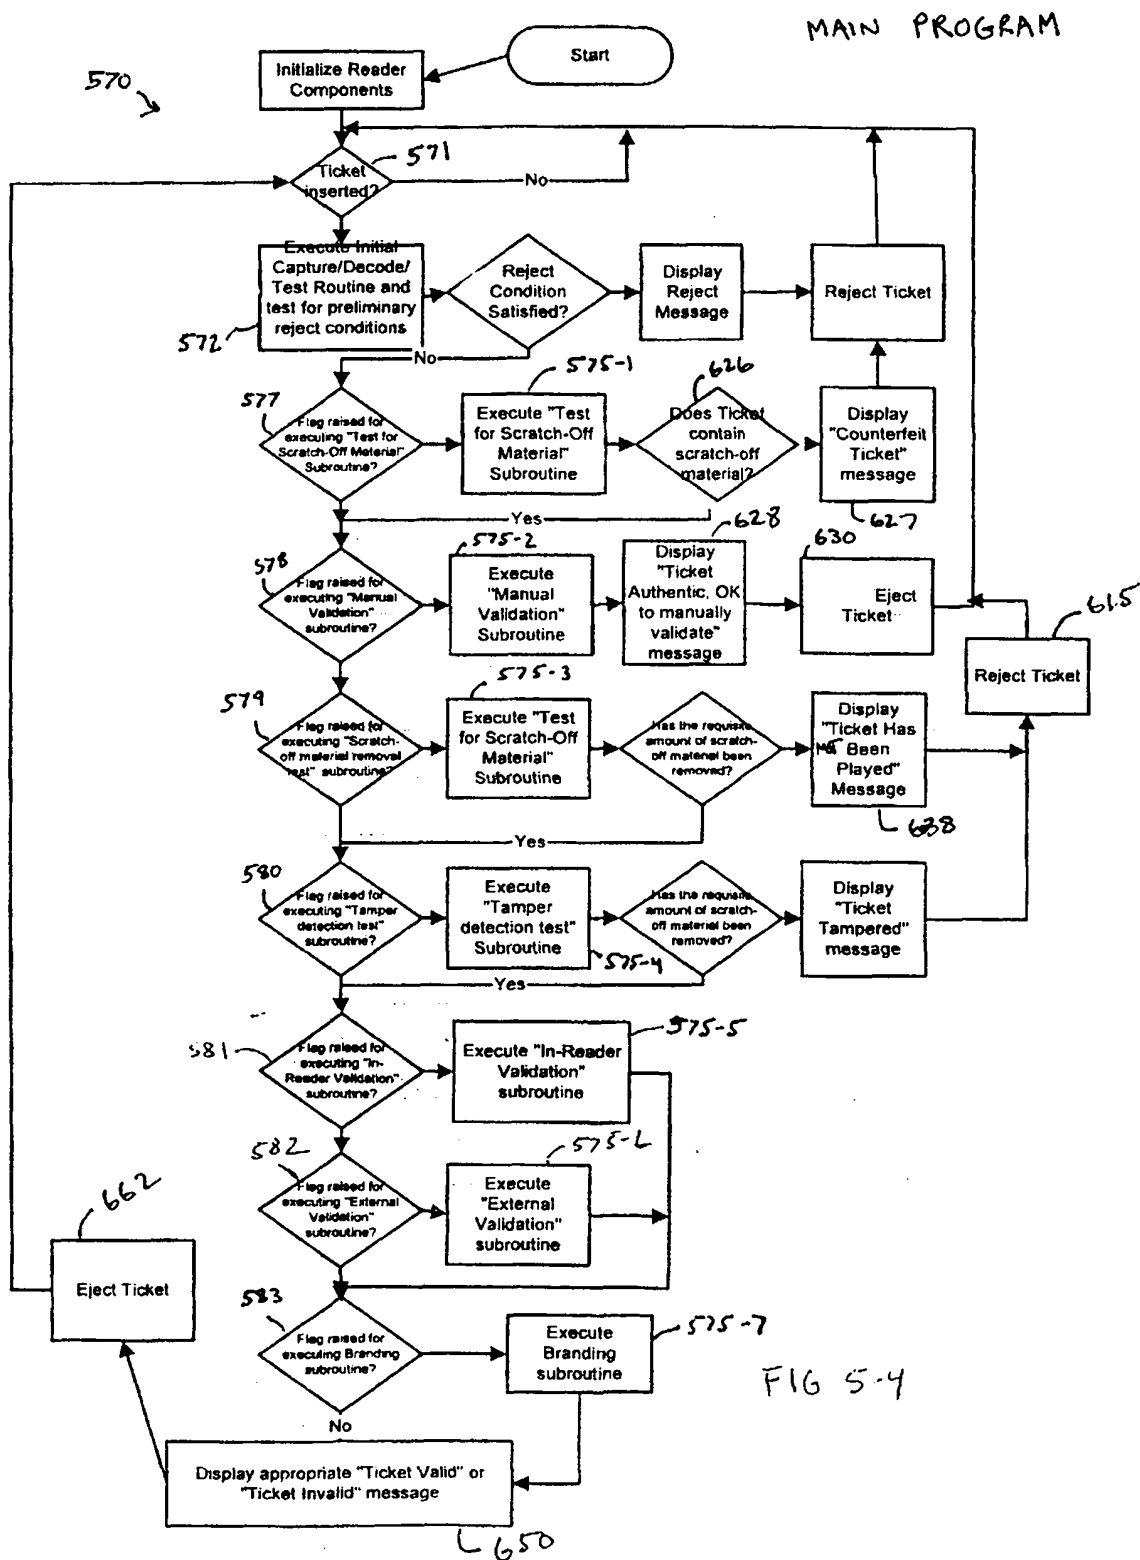 MAIN PROGRAM
Start
Initialize Reader
Components
570
571
Ticket
inserted?
No
Execute Initial
Capture/Decode/
Test Routine and
test for preliminary
reject conditions
572
Reject
Condition
Satisfied?
Display
Reject
Message
Reject Ticket
No
577
Flag raised for
executing "Test for
Scratch-Off Material"
Subroutine?
575-1
Execute "Test
for Scratch-Off
Material"
Subroutine
626
Does Ticket
contain
scratch-off
material?
Display
"Counterfeit
Ticket"
message
627
Yes
578
Flag raised for
executing "Manual
Validation"
subroutine?
575-2
Execute
"Manual
Validation"
Subroutine
628
Display
"Ticket
Authentic, OK
to manually
validate"
message
630
Eject
Ticket
615
Reject Ticket
579
Flag raised for
executing "Scratch-
off material removal
test" subroutine?
575-3
Execute "Test
for Scratch-Off
Material"
Subroutine
Has the requisite
amount of scratch-
off material been
removed?
Display
"Ticket Has
Been
Played"
Message
638
Yes
580
Flag raised for
executing "Tamper
detection test"
subroutine?
Execute
"Tamper
detection test"
Subroutine
575-4
Has the requisite
amount of scratch-
off material been
removed?
Display
"Ticket
Tampered"
message
Yes
581
Flag raised for
executing "In-
Reader Validation"
subroutine?
575-5
Execute "In-Reader
Validation"
subroutine
582
Flag raised for
executing "External
Validation"
subroutine?
Execute
"External
Validation"
subroutine
662
Eject Ticket
583
Flag raised for
executing Branding
subroutine?
575-7
Execute
Branding
subroutine
FIG 5-4
No
Display appropriate "Ticket Valid" or
"Ticket Invalid" message
650